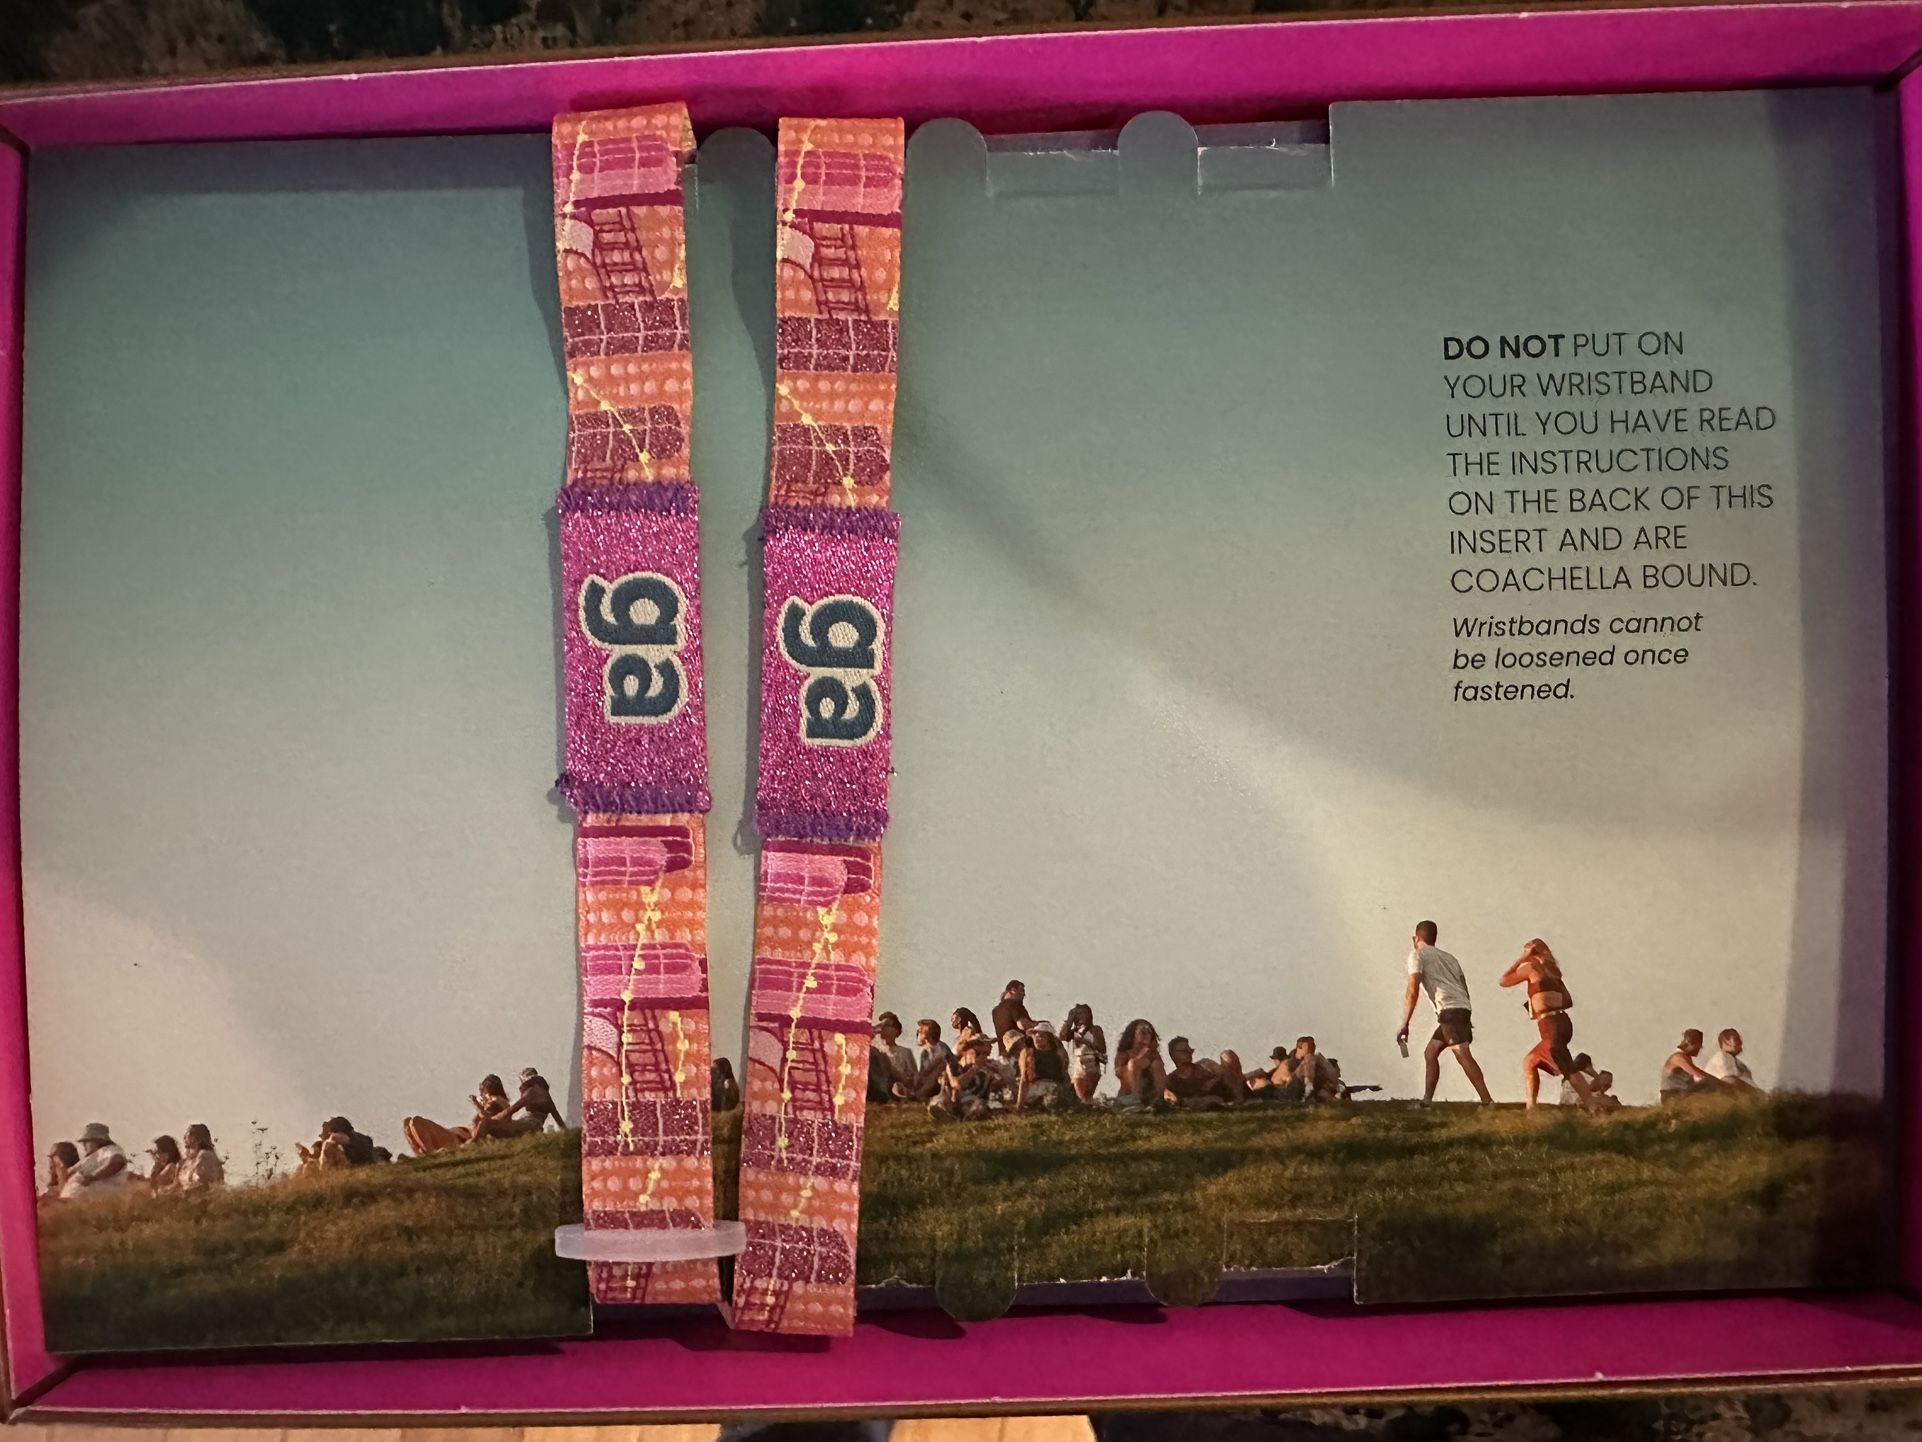 ga
ga
DO NOT PUT ON
YOUR WRISTBAND
UNTIL YOU HAVE READ
THE INSTRUCTIONS
ON THE BACK OF THIS
INSERT AND ARE
COACHELLA BOUND.
Wristbands cannot
be loosened once
fastened.